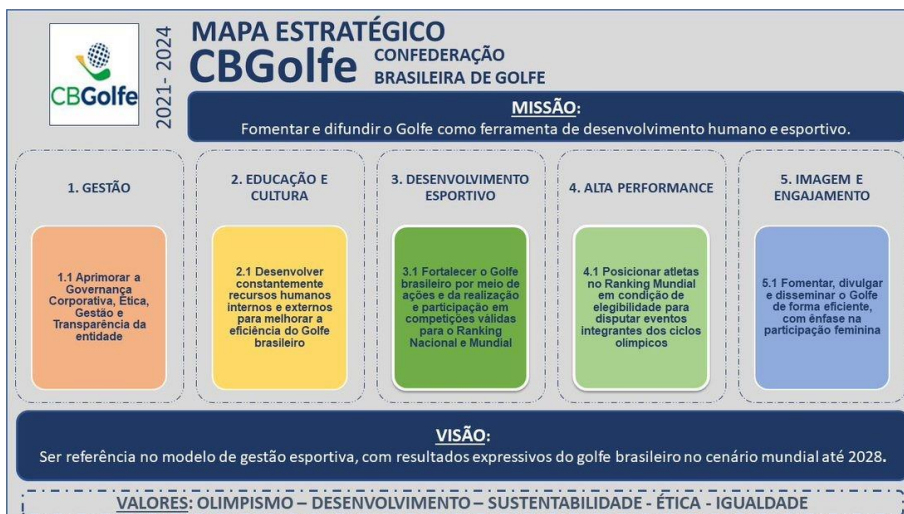 CBGolfe
2021- 2024
MAPA ESTRATÉGICO
CBGolfe
CONFEDERAÇÃO
BRASILEIRA DE GOLFE
MISSÃO:
Fomentar e difundir o Golfe como ferramenta de desenvolvimento humano e esportivo.
1. GESTÃO
1.1 Aprimorar a
Governança
Corporativa, Ética,
Gestão e
Transparência da
entidade
2. EDUCAÇÃO E
CULTURA
2.1 Desenvolver
constantemente
recursos humanos
internos e externos
para melhorar a
eficiência do Golfe
brasileiro
3. DESENVOLVIMENTO
ESPORTIVO
3.1 Fortalecer o Golfe
brasileiro por meio de
ações e da realização
e participação em
competições válidas
para o Ranking
Nacional e Mundial
4. ALTA PERFORMANCE
4.1 Posicionar atletas
no Ranking Mundial
em condição de
elegibilidade para
disputar eventos
integrantes dos ciclos
olímpicos
5. IMAGEM E
ENGAJAMENTO
5.1 Fomentar, divulgar
e disseminar o Golfe
de forma eficiente,
com ênfase na
participação feminina
VISÃO:
Ser referência no modelo de gestão esportiva, com resultados expressivos do golfe brasileiro no cenário mundial até 2028.
VALORES: OLIMPISMO – DESENVOLVIMENTO – SUSTENTABILIDADE - ÉTICA - IGUALDADE